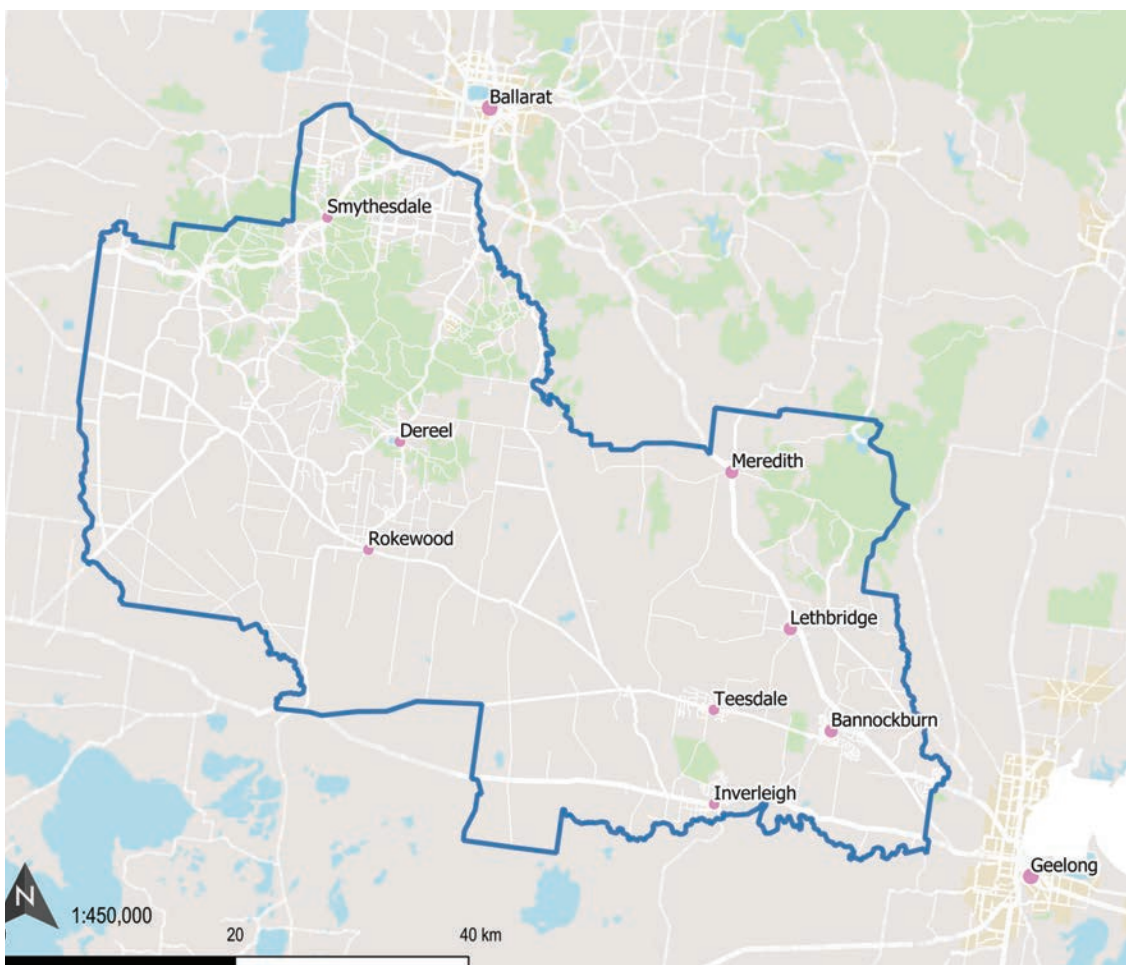 Ballarat
Smythesdale
Dereel
Meredith
Rokewood
Lethbridge
Teesdale
Bannockburn
Inverleigh
Geelong
N
1:450,000
20
40 km